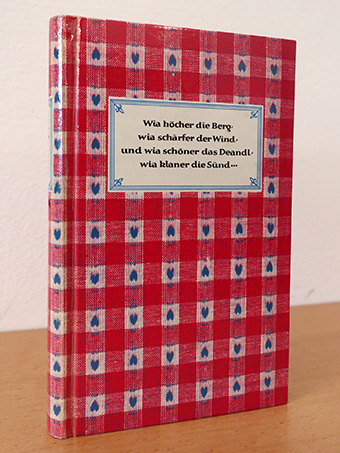 Wia höcher die Berg,
wia schärfer der Wind,
und wia schöner das Deandl,
wia klaner die Sünd...